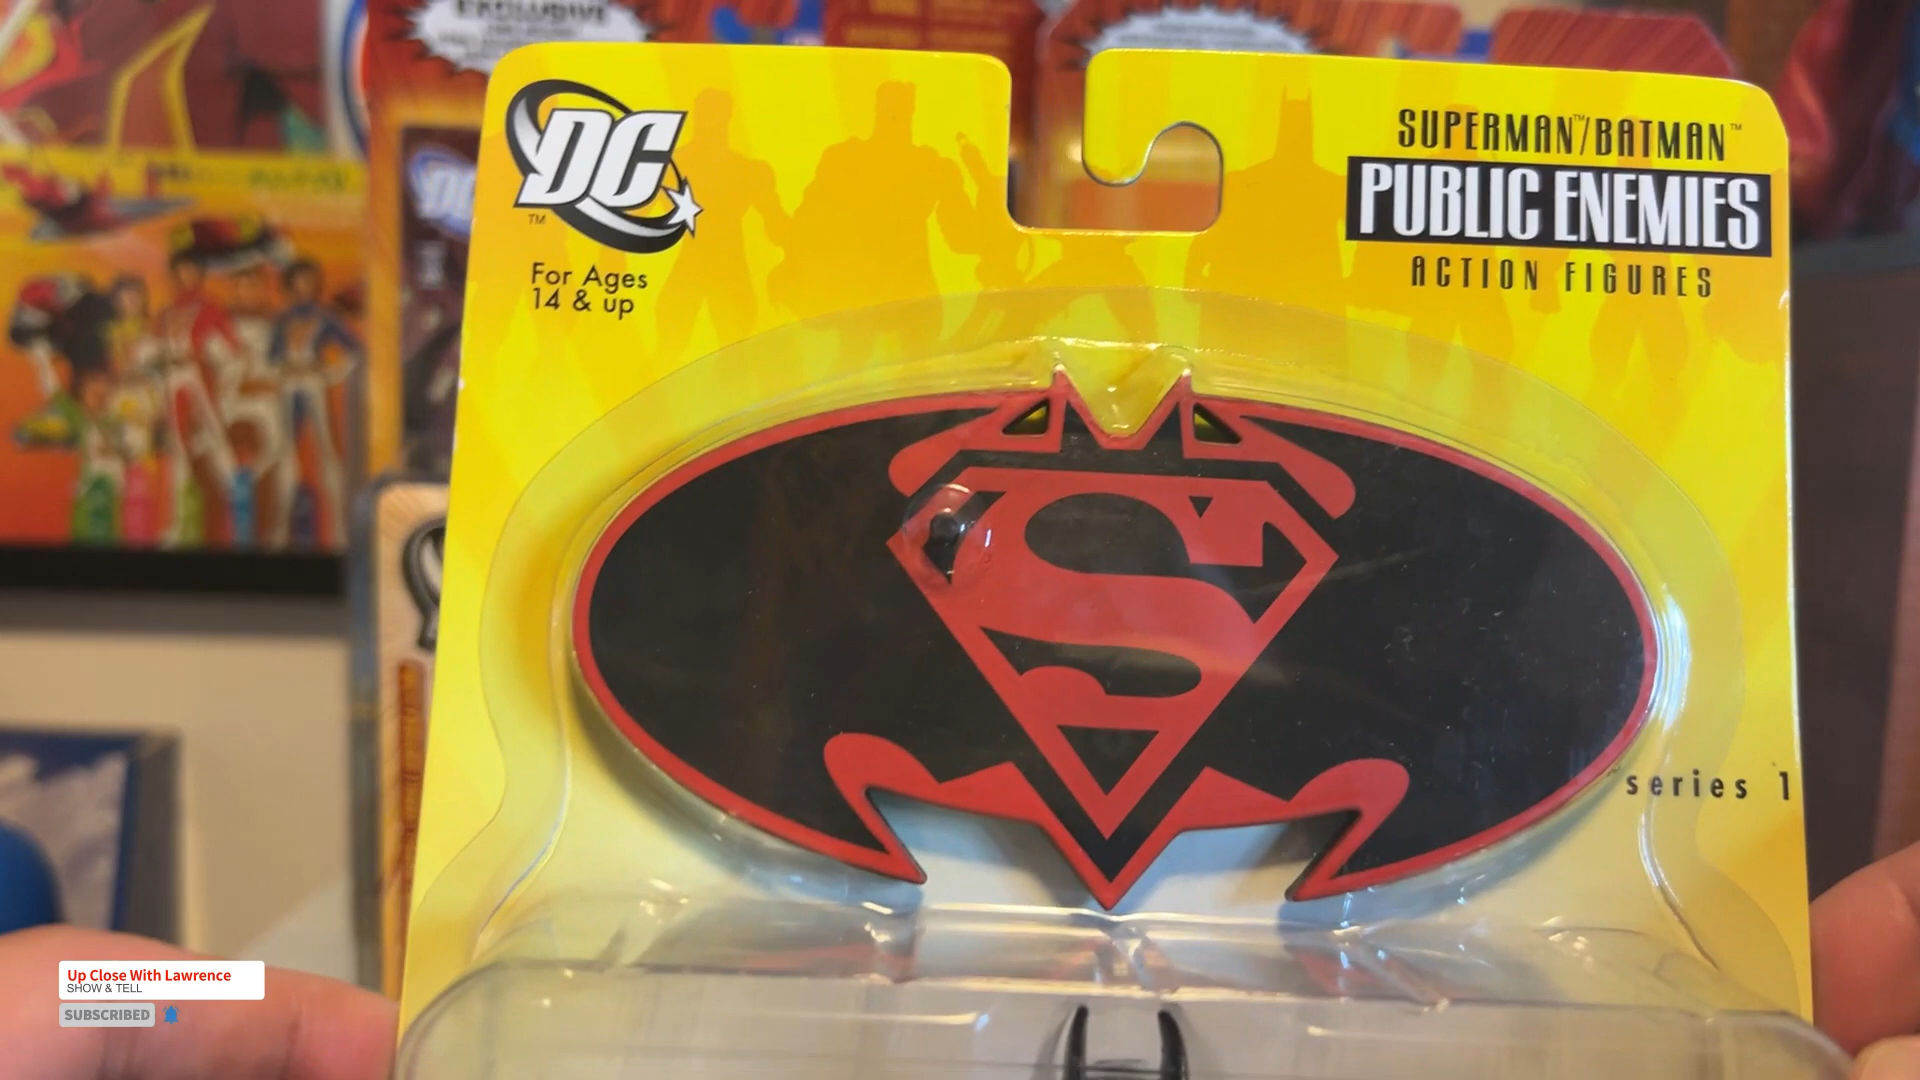 EXCLUSIVE
DC
TM
For Ages
14 & up
SUPERMAN™/BATMAN™
PUBLIC ENEMIES
ACTION FIGURES
S
series 1
Up Close With Lawrence
SHOW & TELL
SUBSCRIBED